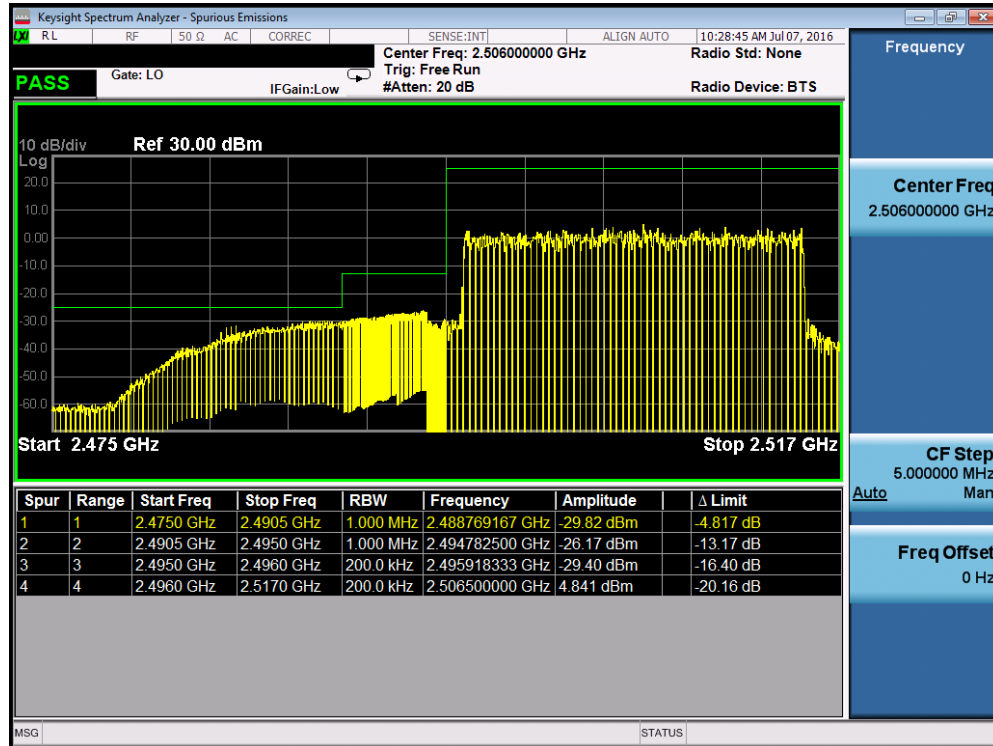 Keysight Spectrum Analyzer - Spurious Emissions
LXI RL RF 50 Ω AC CORREC SENSE:INT ALIGN AUTO 10:28:45 AM Jul 07, 2016
Center Freq: 2.506000000 GHz Radio Std: None
Gate: LO Trig: Free Run
PASS IFGain:Low #Atten: 20 dB Radio Device: BTS
10 dB/div Ref 30.00 dBm
Log
20.0
10.0
0.00
-10.0
-20.0
-30.0
-40.0
-50.0
-60.0
Start 2.475 GHz Stop 2.517 GHz
Spur Range Start Freq Stop Freq RBW Frequency Amplitude Δ Limit
1 1 2.4750 GHz 2.4905 GHz 1.000 MHz 2.488769167 GHz -29.82 dBm -4.817 dB
2 2 2.4905 GHz 2.4950 GHz 1.000 MHz 2.494782500 GHz -26.17 dBm -13.17 dB
3 3 2.4950 GHz 2.4960 GHz 200.0 kHz 2.495918333 GHz -29.40 dBm -16.40 dB
4 4 2.4960 GHz 2.5170 GHz 200.0 kHz 2.506500000 GHz 4.841 dBm -20.16 dB
MSG STATUS
Frequency
Center Freq
2.506000000 GHz
CF Step
5.000000 MHz
Auto Man
Freq Offset
0 Hz